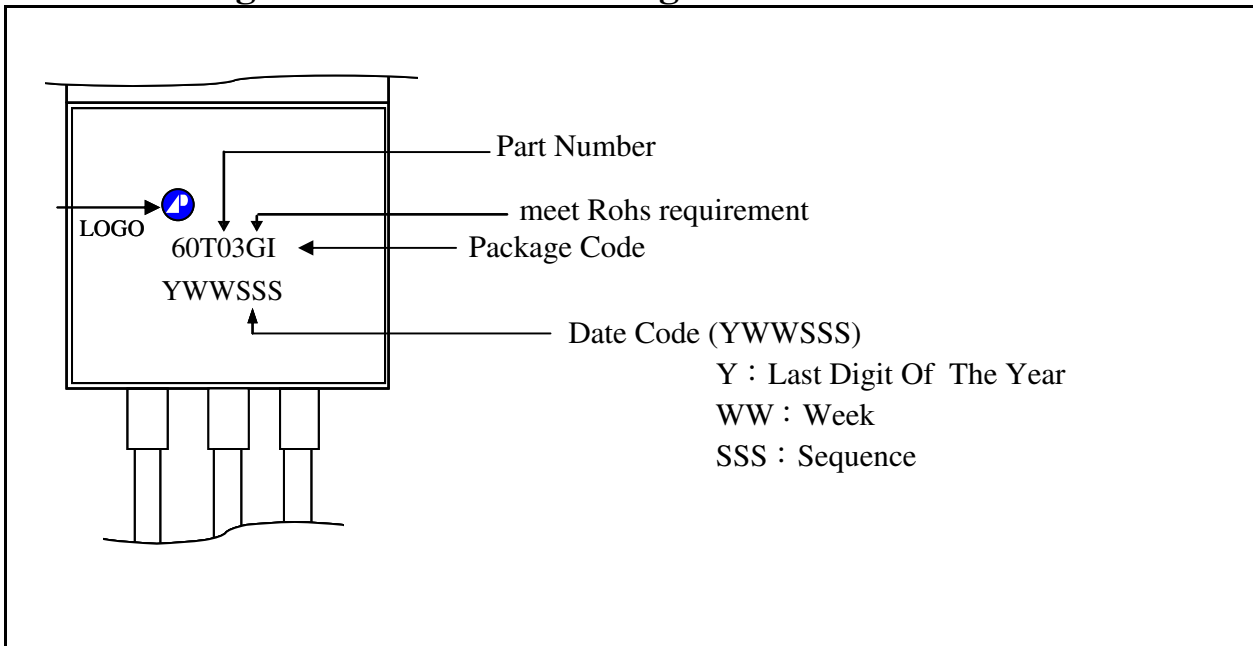 Part Number
LOGO
meet Rohs requirement
60T03GI
Package Code
YWWSSS
Date Code (YWWSSS)
Y：Last Digit Of The Year
WW：Week
SSS：Sequence